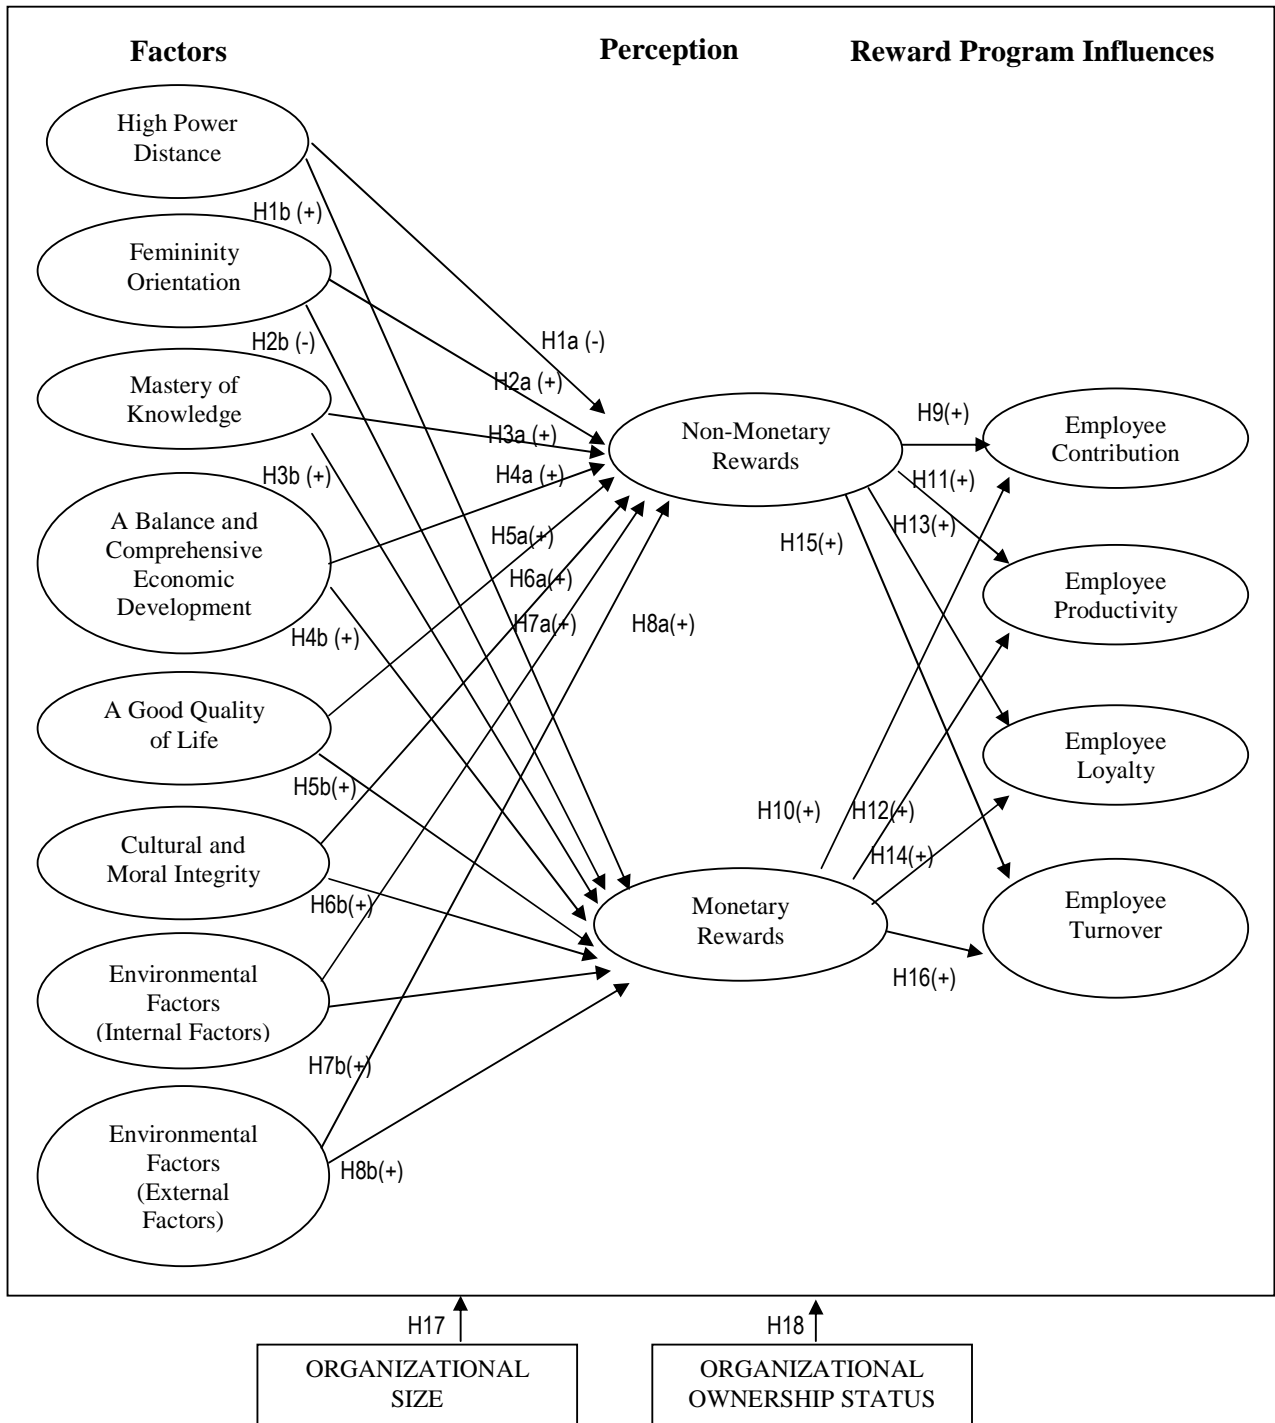 Factors
Perception
Reward Program Influences
High Power
Distance
H1b (+)
Femininity
Orientation
H2b (-)
H1a (-)
Mastery of
Knowledge
H2a (+)
H3a (+)
H3b (+)
H4a (+)
Non-Monetary
Rewards
H9(+)
Employee
Contribution
H11(+)
A Balance and
Comprehensive
Economic
Development
H5a(+)
H13(+)
H15(+)
H6a(+)
H7a(+)
H8a(+)
H4b (+)
Employee
Productivity
A Good Quality
of Life
H5b(+)
Employee
Loyalty
H10(+)
H12(+)
H14(+)
Cultural and
Moral Integrity
H6b(+)
Monetary
Rewards
Employee
Turnover
H16(+)
Environmental
Factors
(Internal Factors)
H7b(+)
Environmental
Factors
(External
Factors)
H8b(+)
H17
H18
ORGANIZATIONAL
SIZE
ORGANIZATIONAL
OWNERSHIP STATUS